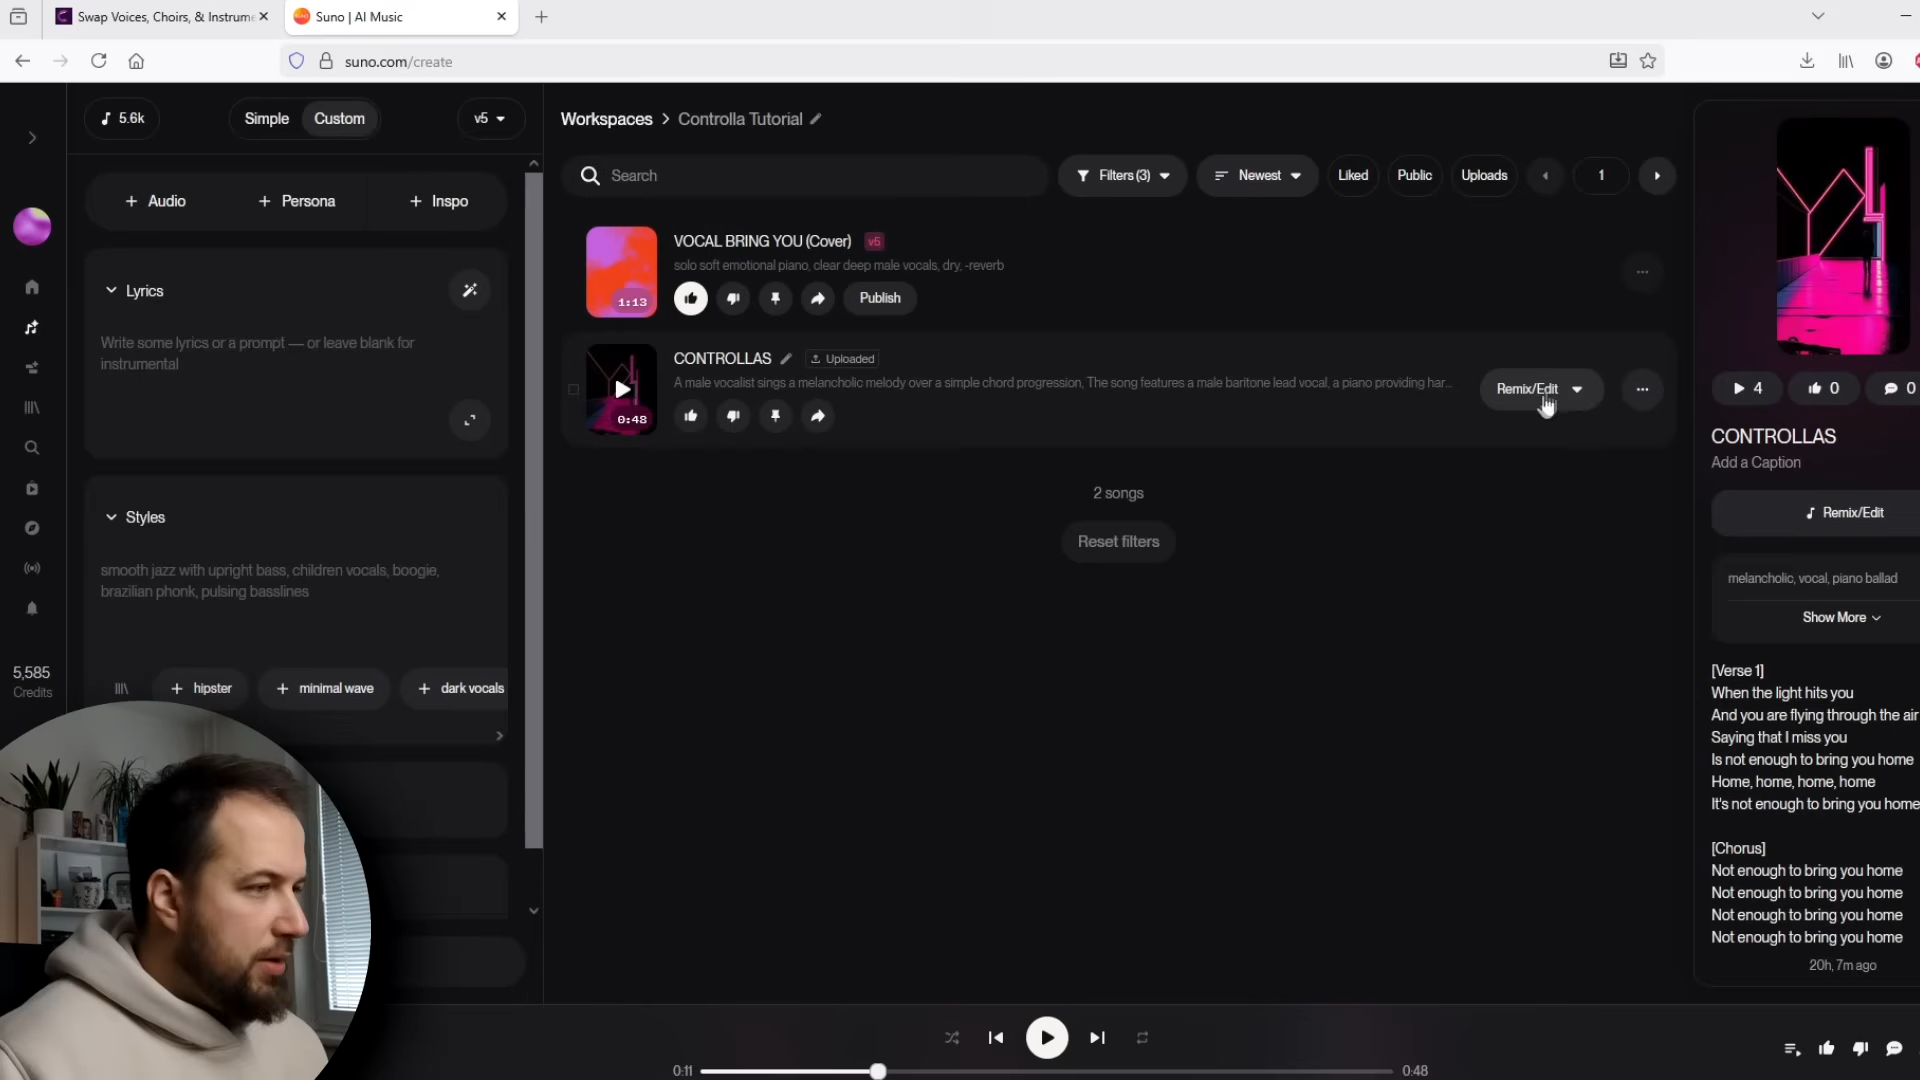 Swap Voices, Choirs, & Instrum
Suno | AI Music
suno.com/create
5.6k
Simple
Custom
v5
Workspaces
Controlla Tutorial
Search
Filters (3)
Newest
Liked
Public
Uploads
1
Audio
Persona
Inspo
Lyrics
Write some lyrics or a prompt — or leave blank for
instrumental
Styles
smooth jazz with upright bass, children vocals, boogie,
brazilian phonk, pulsing basslines
hipster
minimal wave
dark vocals
5,585
Credits
1:13
VOCAL BRING YOU (Cover)
v5
solo soft emotional piano, clear deep male vocals, dry, -reverb
Publish
0:48
CONTROLLAS
Uploaded
A male vocalist sings a melancholic melody over a simple chord progression, The song features a male baritone lead vocal, a piano providing har...
Remix/Edit
2 songs
Reset filters
4
0
0
CONTROLLAS
Add a Caption
Remix/Edit
melancholic, vocal, piano ballad
Show More
[Verse 1]
When the light hits you
And you are flying through the air
Saying that I miss you
Is not enough to bring you home
Home, home, home, home
It's not enough to bring you home
[Chorus]
Not enough to bring you home
Not enough to bring you home
Not enough to bring you home
Not enough to bring you home
20h, 7m ago
0:11
0:48